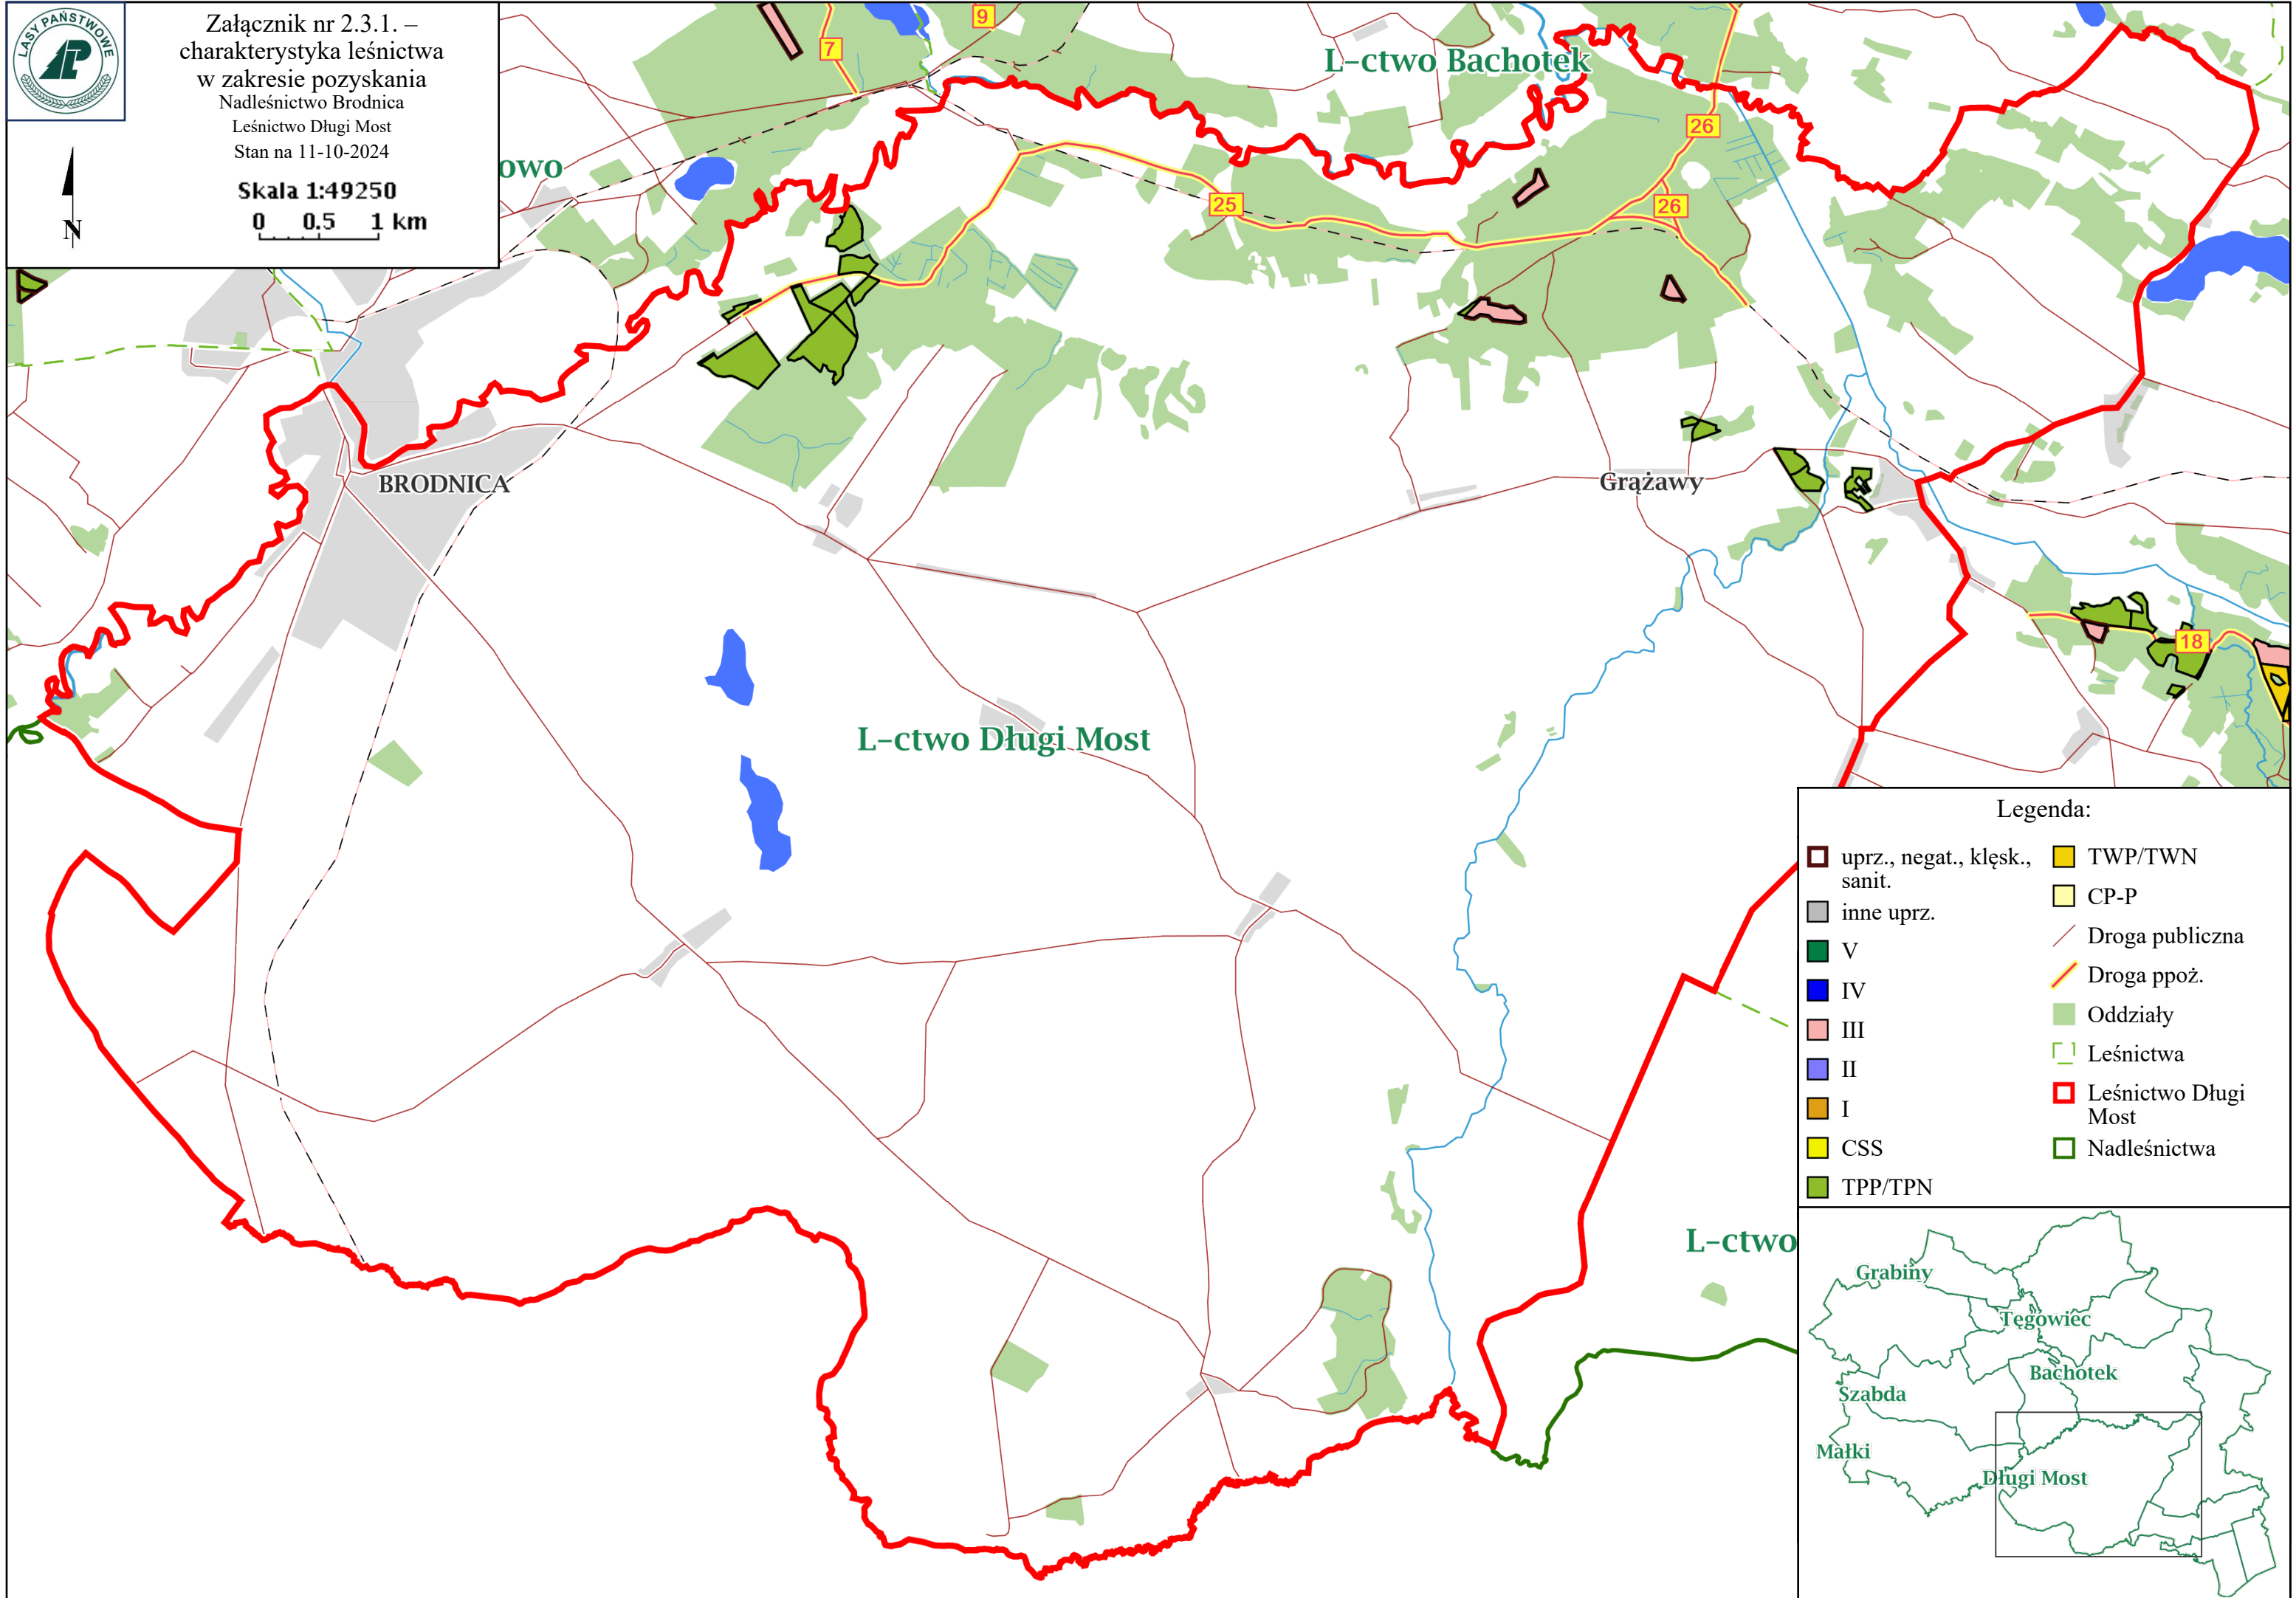 LASY PAŃSTWOWE
Załącznik nr 2.3.1. –
charakterystyka leśnictwa
w zakresie pozyskania
Nadleśnictwo Brodnica
Leśnictwo Długi Most
Stan na 11-10-2024
Skala 1:49250
0 0.5 1 km
N
9
7
L-ctwo Bachotek
26
owo
25
26
BRODNICA
Grążawy
18
L-ctwo Długi Most
L-ctwo
Legenda:
uprz., negat., klęsk.,
sanit.
inne uprz.
V
IV
III
II
I
CSS
TPP/TPN
TWP/TWN
CP-P
Droga publiczna
Droga ppoż.
Oddziały
Leśnictwa
Leśnictwo Długi
Most
Nadleśnictwa
Grabiny
Tęgowiec
Bachotek
Szabda
Małki
Długi Most